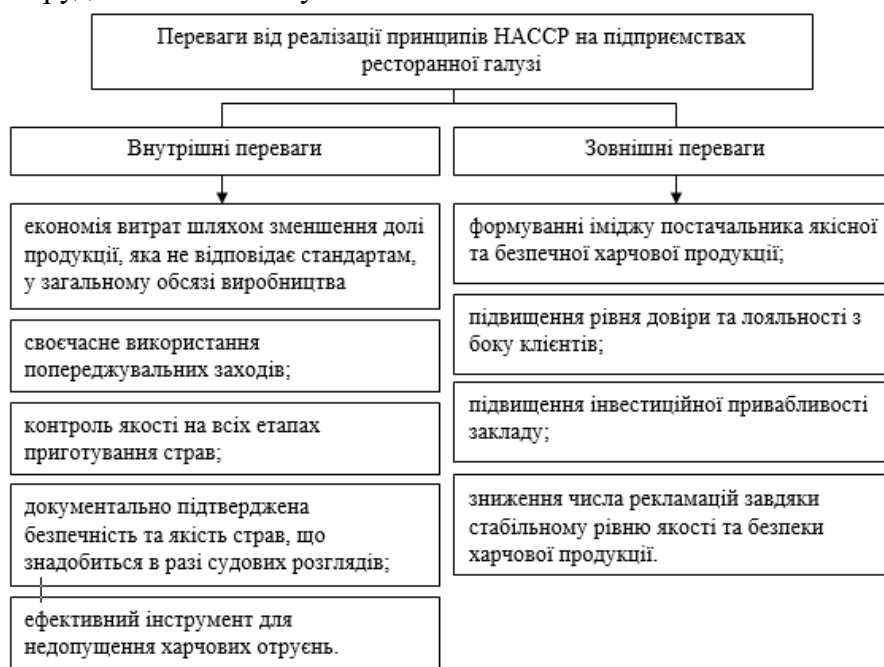 Переваги від реалізації принципів НАССР на підприємствах
ресторанної галузі
Внутрішні переваги
економія витрат шляхом зменшення долі
продукції, яка не відповідає стандартам,
у загальному обсязі виробництва
своєчасне використання
попереджувальних заходів;
контроль якості на всіх етапах
приготування страв;
документально підтверджена
безпечність та якість страв, що
знадобиться в разі судових розглядів;
ефективний інструмент для
недопущення харчових отруєнь.
Зовнішні переваги
формуванні іміджу постачальника якісної
та безпечної харчової продукції;
підвищення рівня довіри та лояльності з
боку клієнтів;
підвищення інвестиційної привабливості
закладу;
зниження числа рекламацій завдяки
стабільному рівню якості та безпеки
харчової продукції.